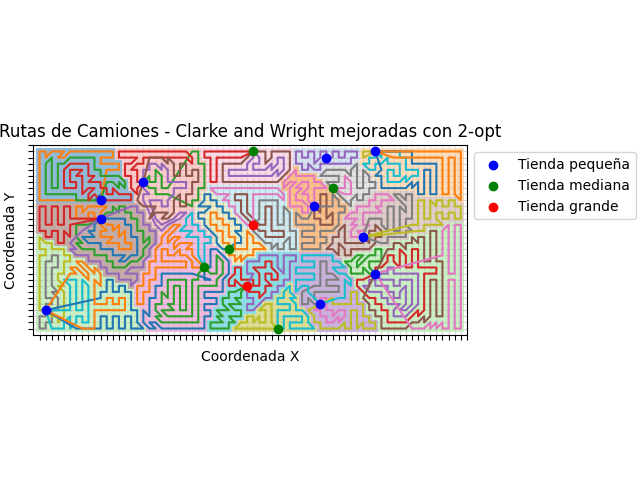 Rutas de Camiones - Clarke and Wright mejoradas con 2-opt
Tienda pequeña
Tienda mediana
Tienda grande
Coordenada Y
Coordenada X